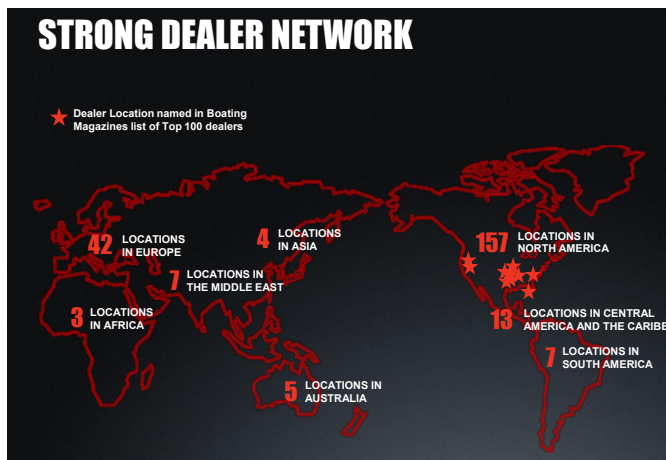 STRONG DEALER NETWORK
Dealer Location named in Boating
Magazines list of Top 100 dealers
42 LOCATIONS
IN EUROPE
4 LOCATIONS
IN ASIA
157 LOCATIONS IN
NORTH AMERICA
7 LOCATIONS IN
THE MIDDLE EAST
3 LOCATIONS
IN AFRICA
13 LOCATIONS IN CENTRAL
AMERICA AND THE CARIBE
7 LOCATIONS IN
SOUTH AMERICA
5 LOCATIONS IN
AUSTRALIA